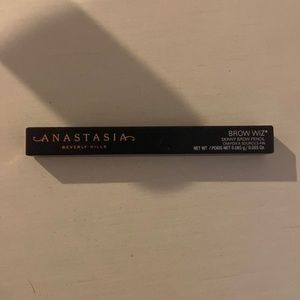 ANASTASIA
BEVERLY HILLS
BROW WIZ®
SKINNY BROW PENCIL
CRAYON À SOURCILS FIN
NET WT. / POIDS NET 0.085 g / 0.003 Oz.